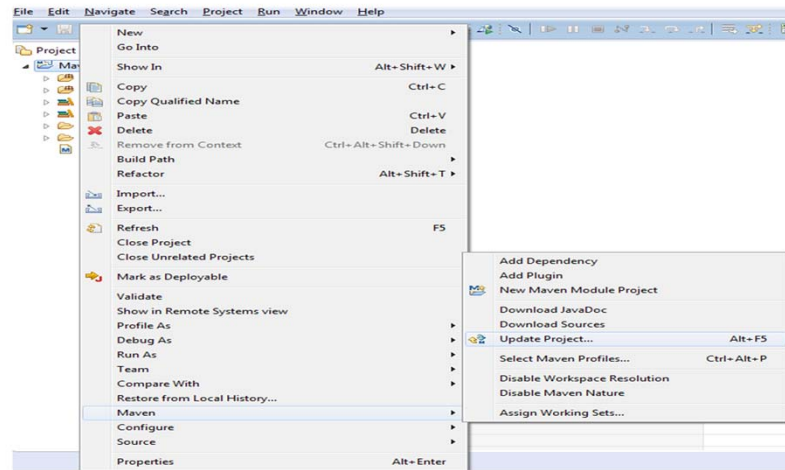 File Edit Navigate Search Project Run Window Help
Project
Ma
New
Go Into
Show In Alt+Shift+W
Copy Ctrl+C
Copy Qualified Name
Paste Ctrl+V
Delete Delete
Remove from Context Ctrl+Alt+Shift+Down
Build Path
Refactor Alt+Shift+T
Import...
Export...
Refresh F5
Close Project
Close Unrelated Projects
Mark as Deployable
Validate
Show in Remote Systems view
Profile As
Debug As
Run As
Team
Compare With
Restore from Local History...
Maven
Configure
Source
Properties Alt+Enter
Add Dependency
Add Plugin
New Maven Module Project
Download JavaDoc
Download Sources
Update Project... Alt+F5
Select Maven Profiles... Ctrl+Alt+P
Disable Workspace Resolution
Disable Maven Nature
Assign Working Sets...